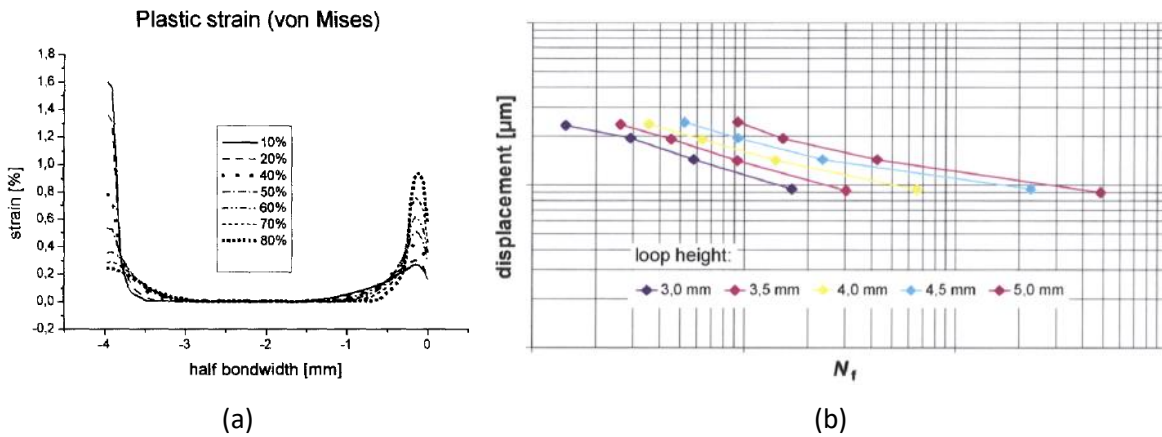 Plastic strain (von Mises)
1,8
1,6
1,4
1,2
1,0
0,8
0,6
0,4
0,2
0,0
-0,2
strain [%]
10%
20%
40%
50%
60%
70%
80%
-4
-3
-2
-1
0
half bondwidth [mm]
(a)
displacement [µm]
loop height:
3,0 mm 3,5 mm 4,0 mm 4,5 mm 5,0 mm
Nf
(b)